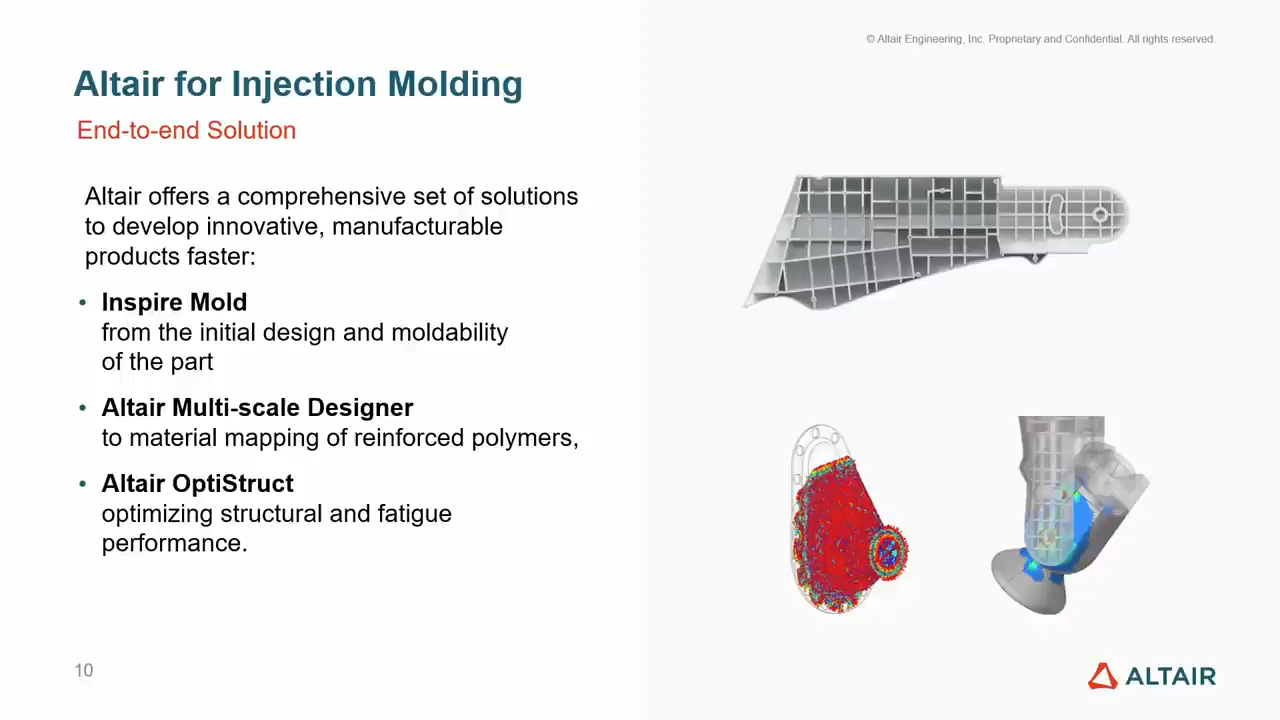 © Altair Engineering, Inc. Proprietary and Confidential. All rights reserved.
Altair for Injection Molding
End-to-end Solution
Altair offers a comprehensive set of solutions
to develop innovative, manufacturable
products faster:
• Inspire Mold
from the initial design and moldability
of the part
• Altair Multi-scale Designer
to material mapping of reinforced polymers,
• Altair OptiStruct
optimizing structural and fatigue
performance.
10
ALTAIR